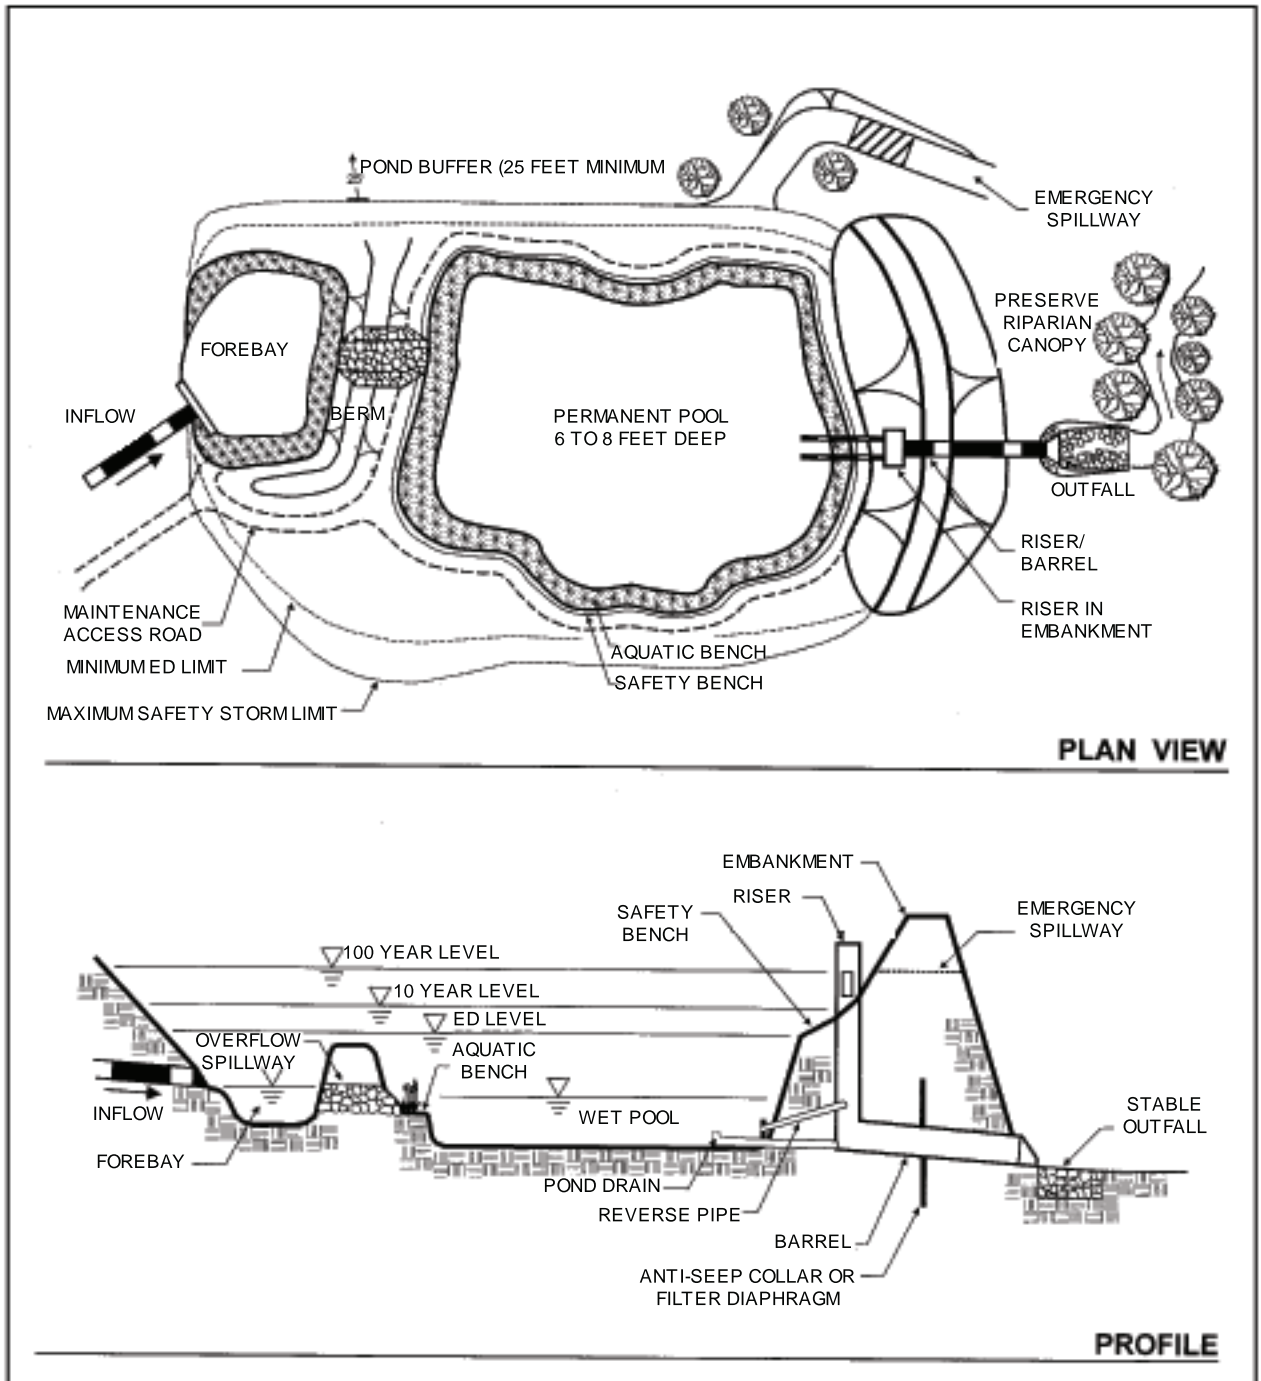 POND BUFFER (25 FEET MINIMUM
25'
EMERGENCY
SPILLWAY
PRESERVE
RIPARIAN
CANOPY
FOREBAY
INFLOW
BERM
PERMANENT POOL
6 TO 8 FEET DEEP
OUTFALL
RISER/
BARREL
RISER IN
EMBANKMENT
MAINTENANCE
ACCESS ROAD
MINIMUM ED LIMIT
AQUATIC BENCH
SAFETY BENCH
MAXIMUM SAFETY STORM LIMIT
PLAN VIEW
EMBANKMENT
RISER
SAFETY
BENCH
EMERGENCY
SPILLWAY
100 YEAR LEVEL
10 YEAR LEVEL
ED LEVEL
OVERFLOW
SPILLWAY
AQUATIC
BENCH
INFLOW
WET POOL
STABLE
OUTFALL
FOREBAY
POND DRAIN
REVERSE PIPE
BARREL
ANTI-SEEP COLLAR OR
FILTER DIAPHRAGM
PROFILE